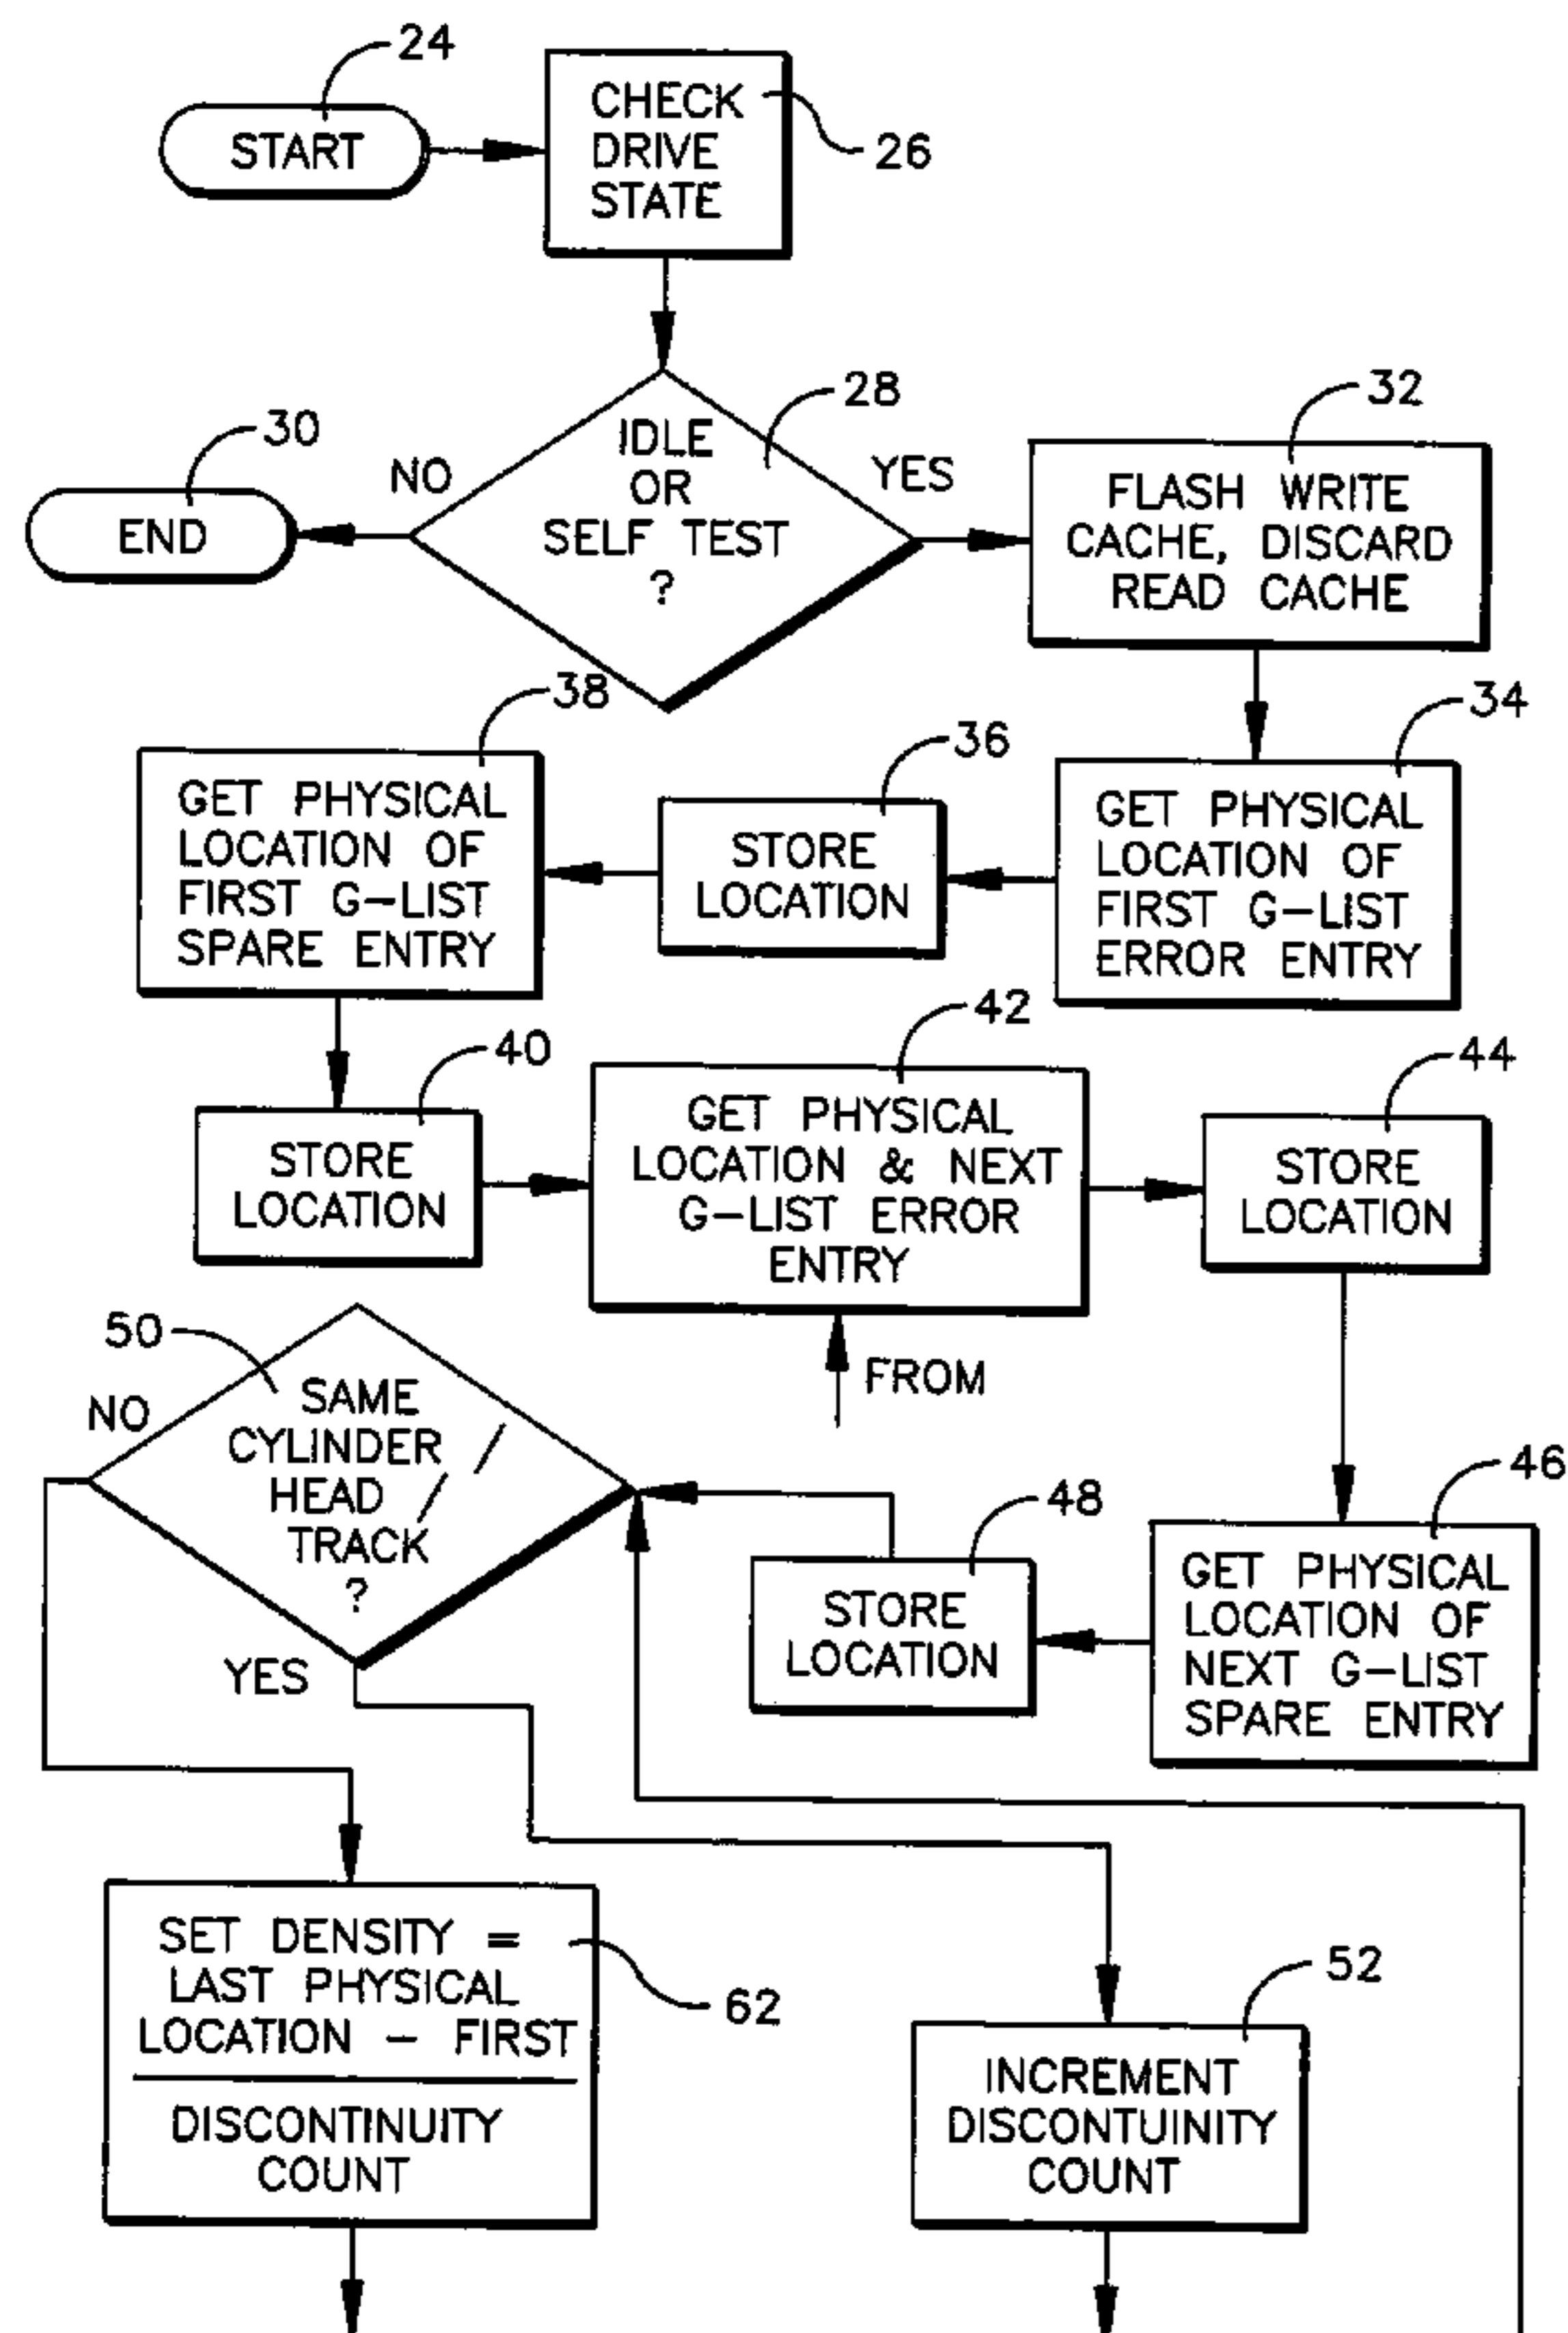 24
START
CHECK
DRIVE
STATE
26
28
IDLE
OR
SELF TEST
?
NO
YES
30
END
32
FLASH WRITE
CACHE, DISCARD
READ CACHE
34
GET PHYSICAL
LOCATION OF
FIRST G-LIST
ERROR ENTRY
36
STORE
LOCATION
38
GET PHYSICAL
LOCATION OF
FIRST G-LIST
SPARE ENTRY
40
STORE
LOCATION
42
GET PHYSICAL
LOCATION & NEXT
G-LIST ERROR
ENTRY
FROM
44
STORE
LOCATION
46
GET PHYSICAL
LOCATION OF
NEXT G-LIST
SPARE ENTRY
48
STORE
LOCATION
50
SAME
CYLINDER /
HEAD /
TRACK
?
NO
YES
SET DENSITY =
LAST PHYSICAL
LOCATION - FIRST
DISCONTINUITY
COUNT
62
52
INCREMENT
DISCONTUINITY
COUNT